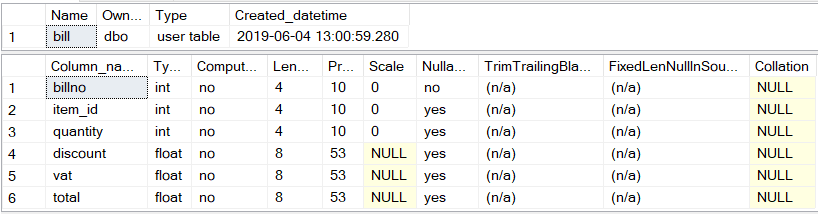 Name Own... Type Created_datetime
1 bill dbo user table 2019-06-04 13:00:59.280
Column_na... Ty... Comput... Len... Pr... Scale Nulla... TrimTrailingBla... FixedLenNullInSou... Collation
1 billno int no 4 10 0 no (n/a) (n/a) NULL
2 item_id int no 4 10 0 yes (n/a) (n/a) NULL
3 quantity int no 4 10 0 yes (n/a) (n/a) NULL
4 discount float no 8 53 NULL yes (n/a) (n/a) NULL
5 vat float no 8 53 NULL yes (n/a) (n/a) NULL
6 total float no 8 53 NULL yes (n/a) (n/a) NULL